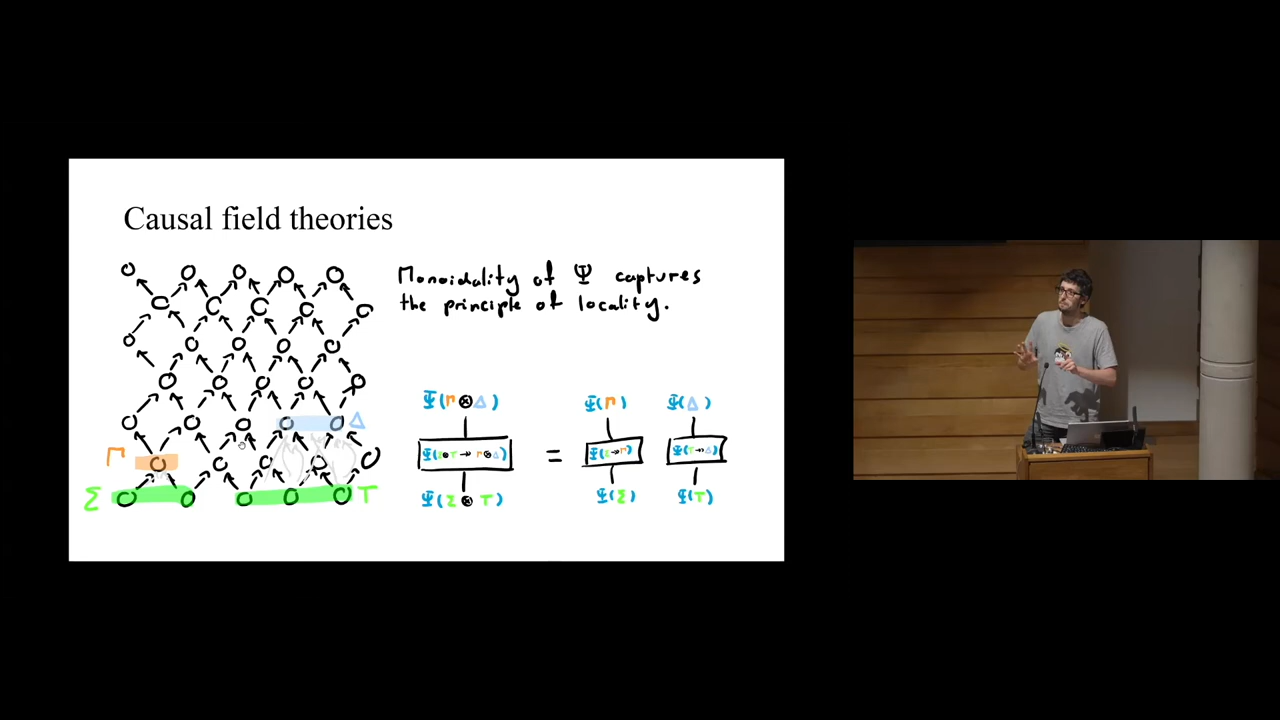 Causal field theories
Monoidality of Ψ captures
the principle of locality.
Ψ(Γ⊗Δ)
Ψ(Γ) Ψ(Δ)
Δ
Ψ(Σ⊗T→Γ⊗Δ) = Ψ(Σ→Γ) Ψ(T→Δ)
Γ
Σ T
Ψ(Σ⊗T) Ψ(Σ) Ψ(T)